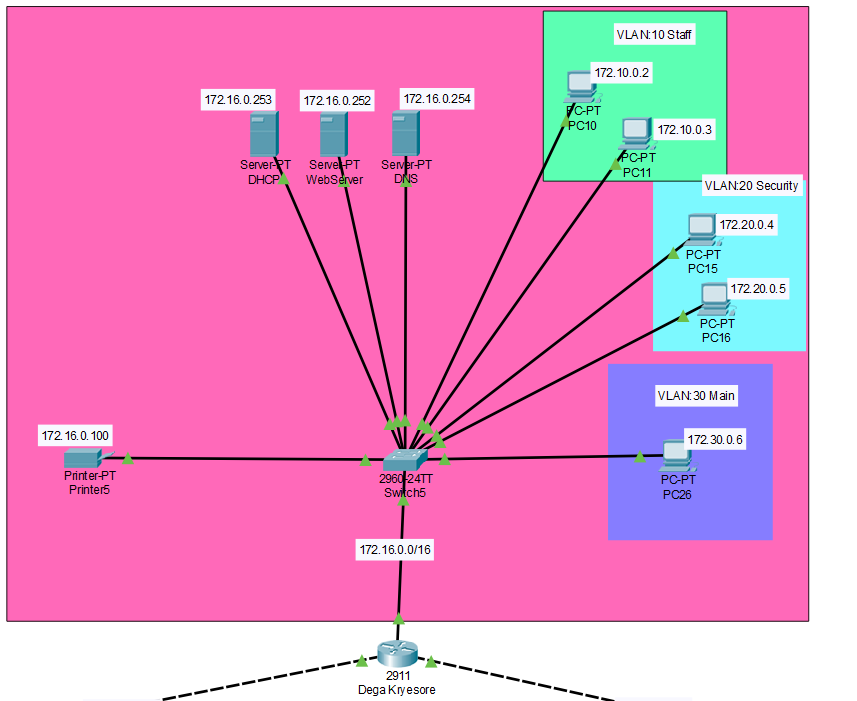 VLAN:10 Staff
172.10.0.2
PC-PT
PC10
172.10.0.3
PC-PT
PC11
172.16.0.253
Server-PT
DHCP
172.16.0.252
Server-PT
WebServer
172.16.0.254
Server-PT
DNS
VLAN:20 Security
172.20.0.4
PC-PT
PC15
172.20.0.5
PC-PT
PC16
VLAN:30 Main
172.30.0.6
PC-PT
PC26
172.16.0.100
Printer-PT
Printer5
2960-24TT
Switch5
172.16.0.0/16
2911
Dega Kryesore